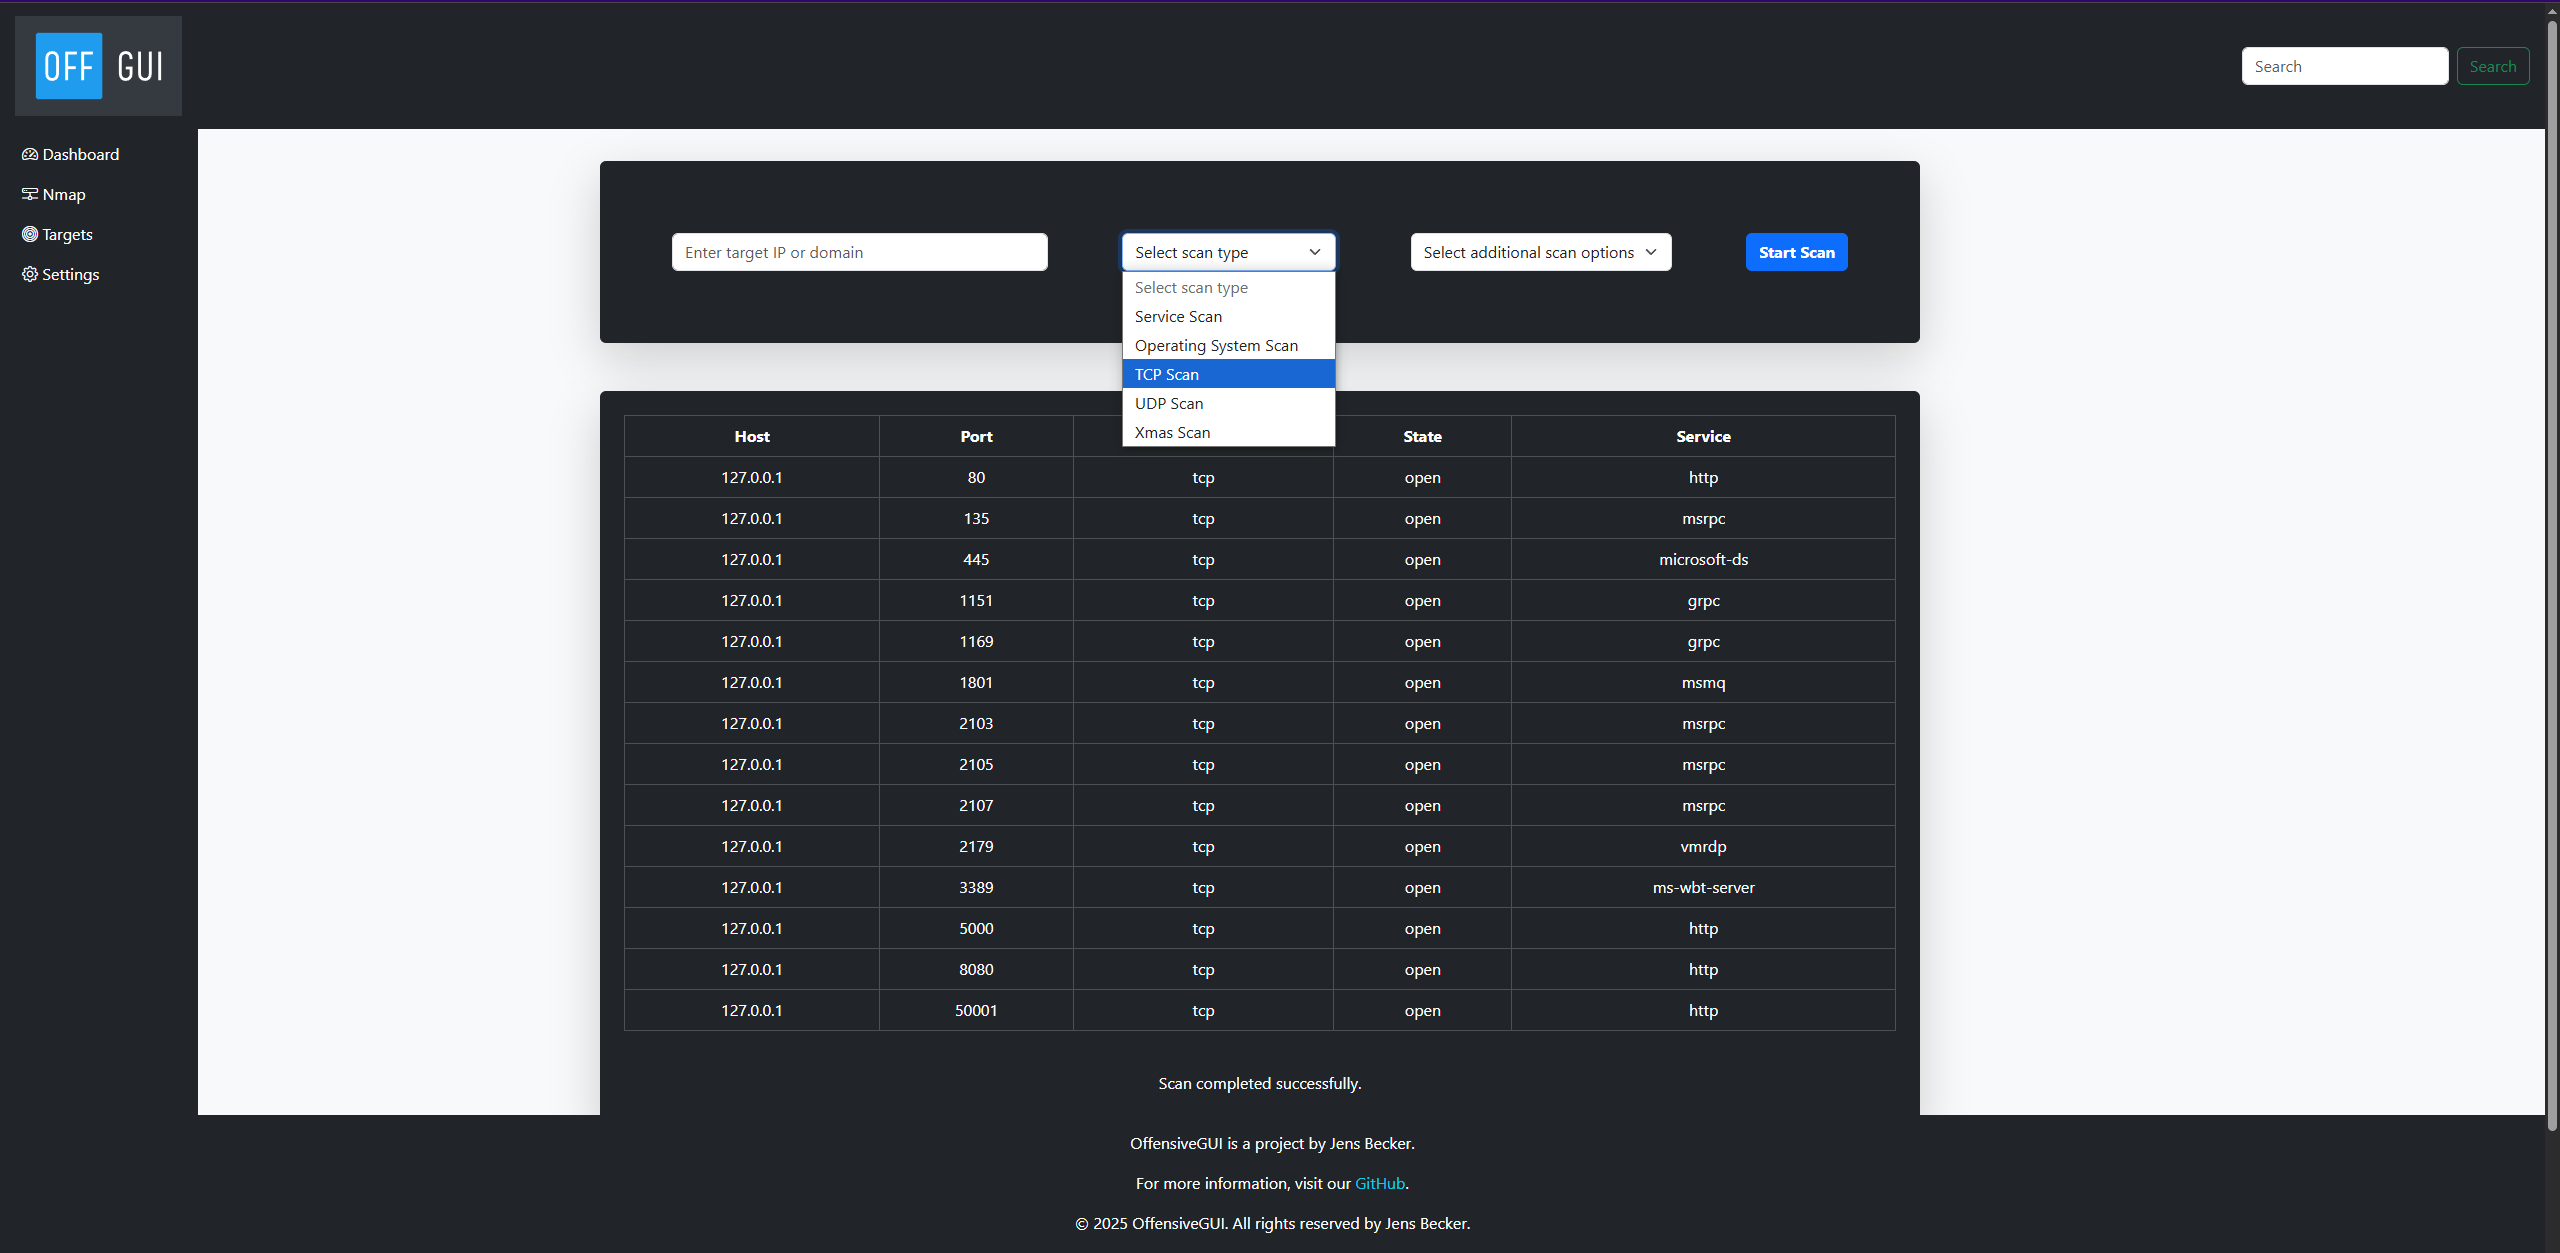 OFF GUI
Search Search
Dashboard
Nmap
Targets
Settings
Enter target IP or domain Select scan type Select additional scan options Start Scan
Select scan type
Service Scan
Operating System Scan
TCP Scan
UDP Scan
Xmas Scan
Host Port State Service
127.0.0.1 80 tcp open http
127.0.0.1 135 tcp open msrpc
127.0.0.1 445 tcp open microsoft-ds
127.0.0.1 1151 tcp open grpc
127.0.0.1 1169 tcp open grpc
127.0.0.1 1801 tcp open msmq
127.0.0.1 2103 tcp open msrpc
127.0.0.1 2105 tcp open msrpc
127.0.0.1 2107 tcp open msrpc
127.0.0.1 2179 tcp open vmrdp
127.0.0.1 3389 tcp open ms-wbt-server
127.0.0.1 5000 tcp open http
127.0.0.1 8080 tcp open http
127.0.0.1 50001 tcp open http
Scan completed successfully.
OffensiveGUI is a project by Jens Becker.
For more information, visit our GitHub.
© 2025 OffensiveGUI. All rights reserved by Jens Becker.